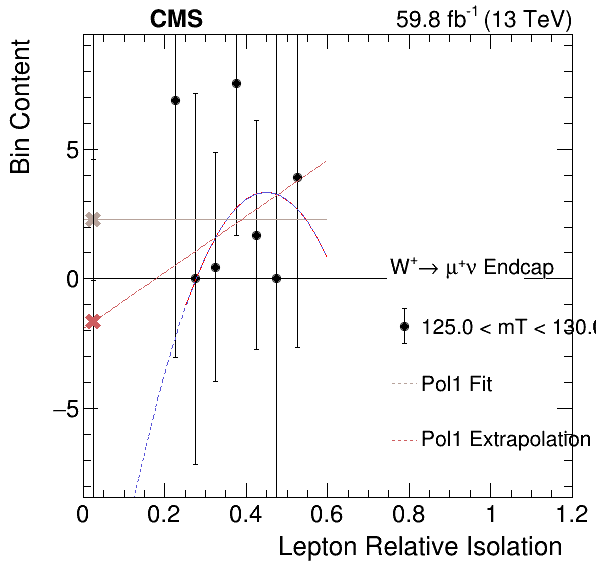 CMS
59.8 fb⁻¹ (13 TeV)
Bin Content
5
0
−5
W⁺→ μ⁺ν Endcap
125.0 < mT < 130.0
Pol1 Fit
Pol1 Extrapolation
0 0.2 0.4 0.6 0.8 1 1.2
Lepton Relative Isolation